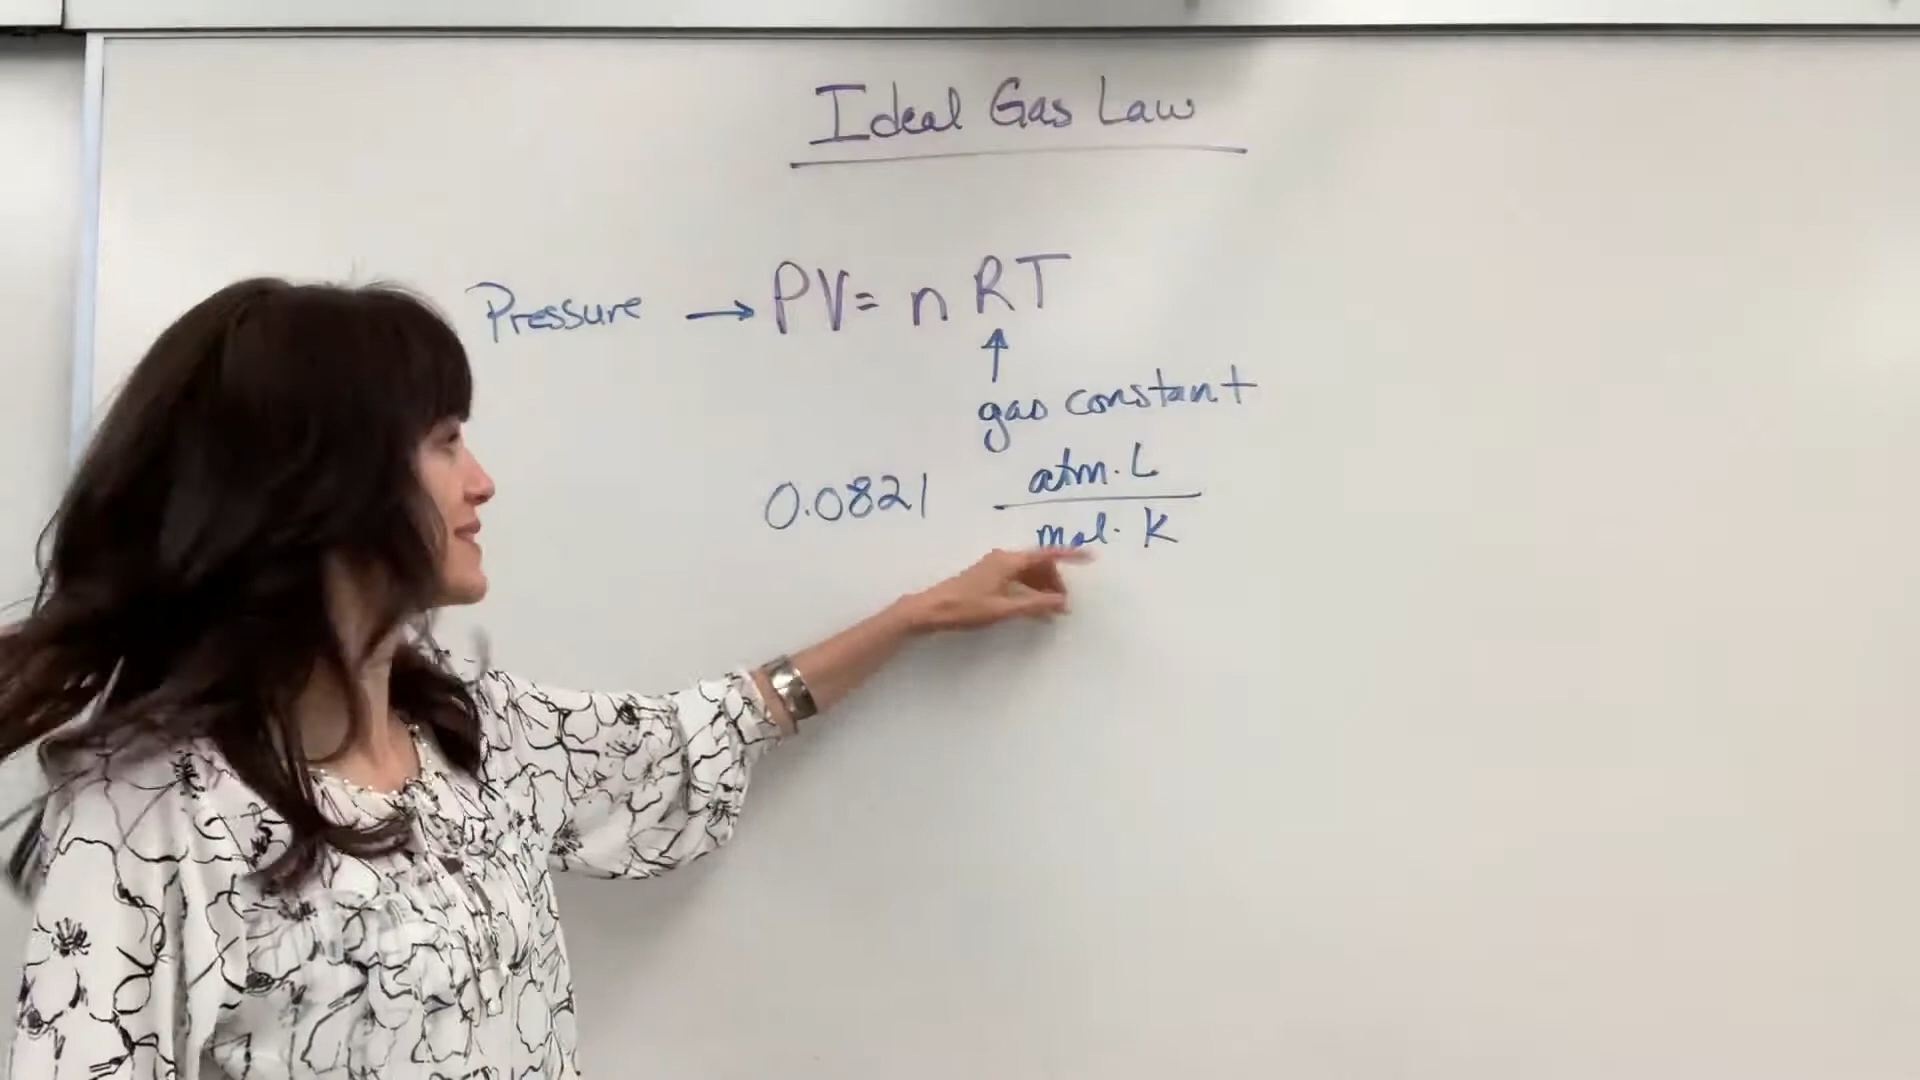 Ideal Gas Law
Pressure → PV = nRT
↑
gas constant
0.0821 atm·L
mol·K